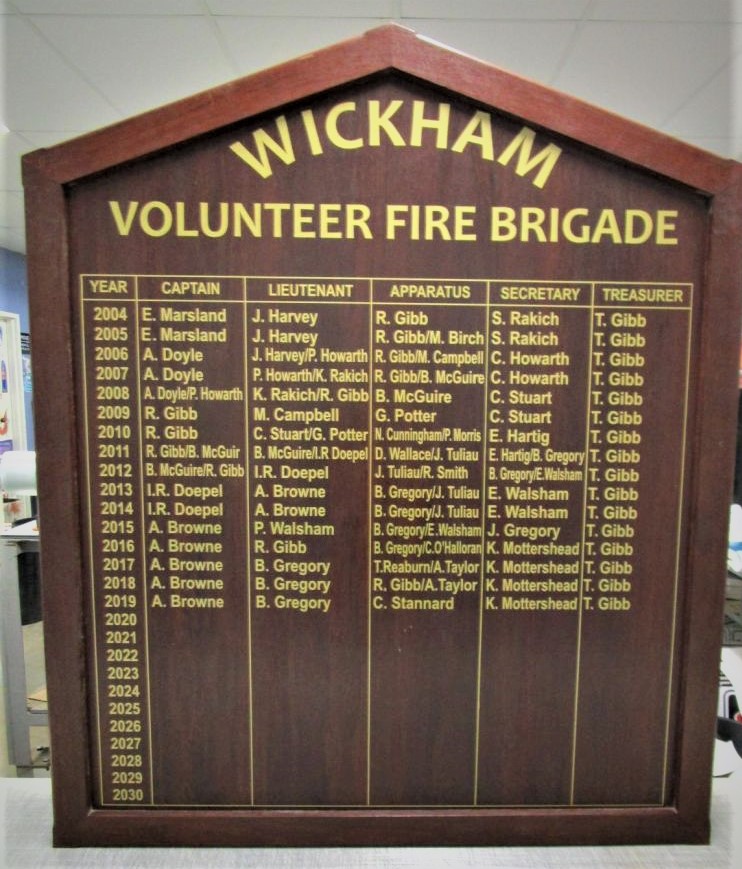 WICKHAM
VOLUNTEER FIRE BRIGADE
YEAR CAPTAIN LIEUTENANT APPARATUS SECRETARY TREASURER
2004 E. Marsland J. Harvey R. Gibb S. Rakich T. Gibb
2005 E. Marsland J. Harvey R. Gibb/M. Birch S. Rakich T. Gibb
2006 A. Doyle J. Harvey/P. Howarth R. Gibb/M. Campbell C. Howarth T. Gibb
2007 A. Doyle P. Howarth/K. Rakich R. Gibb/B. McGuire C. Howarth T. Gibb
2008 A. Doyle/P. Howarth K. Rakich/R. Gibb B. McGuire C. Stuart T. Gibb
2009 R. Gibb M. Campbell G. Potter C. Stuart T. Gibb
2010 R. Gibb C. Stuart/G. Potter N. Cunningham/P. Morris E. Hartig T. Gibb
2011 R. Gibb/B. McGuir B. McGuire/I.R Doepel D. Wallace/J. Tuliau E. Hartig/B. Gregory T. Gibb
2012 B. McGuire/R. Gibb I.R. Doepel J. Tuliau/R. Smith B. Gregory/E.Walsham T. Gibb
2013 I.R. Doepel A. Browne B. Gregory/J. Tuliau E. Walsham T. Gibb
2014 I.R. Doepel A. Browne B. Gregory/J. Tuliau E. Walsham T. Gibb
2015 A. Browne P. Walsham B. Gregory/E.Walsham J. Gregory T. Gibb
2016 A. Browne R. Gibb B. Gregory/C.O'Halloran K. Mottershead T. Gibb
2017 A. Browne B. Gregory T.Reaburn/A.Taylor K. Mottershead T. Gibb
2018 A. Browne B. Gregory R. Gibb/A.Taylor K. Mottershead T. Gibb
2019 A. Browne B. Gregory C. Stannard K. Mottershead T. Gibb
2020
2021
2022
2023
2024
2025
2026
2027
2028
2029
2030